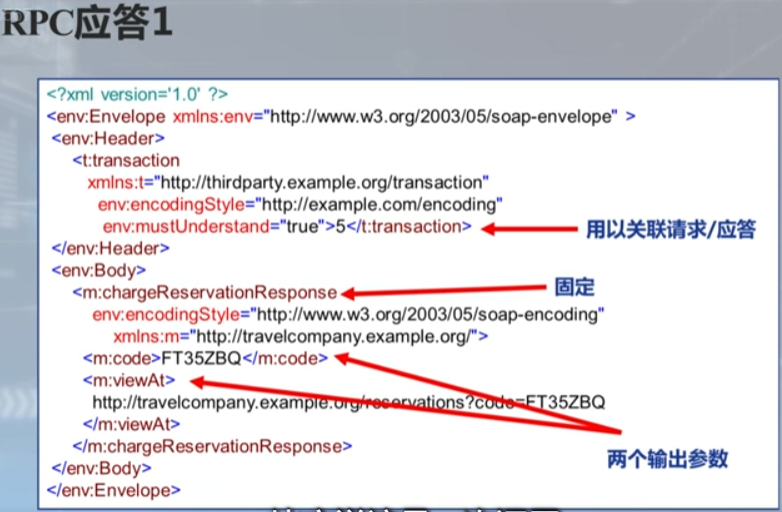 RPC应答1
<?xml version='1.0' ?>
<env:Envelope xmlns:env="http://www.w3.org/2003/05/soap-envelope" >
<env:Header>
<t:transaction
xmlns:t="http://thirdparty.example.org/transaction"
env:encodingStyle="http://example.com/encoding"
env:mustUnderstand="true">5</t:transaction>
用以关联请求/应答
</env:Header>
<env:Body>
<m:chargeReservationResponse
固定
env:encodingStyle="http://www.w3.org/2003/05/soap-encoding"
xmlns:m="http://travelcompany.example.org/">
<m:code>FT35ZBQ</m:code>
<m:viewAt>
http://travelcompany.example.org/reservations?code=FT35ZBQ
</m:viewAt>
</m:chargeReservationResponse>
两个输出参数
</env:Body>
</env:Envelope>